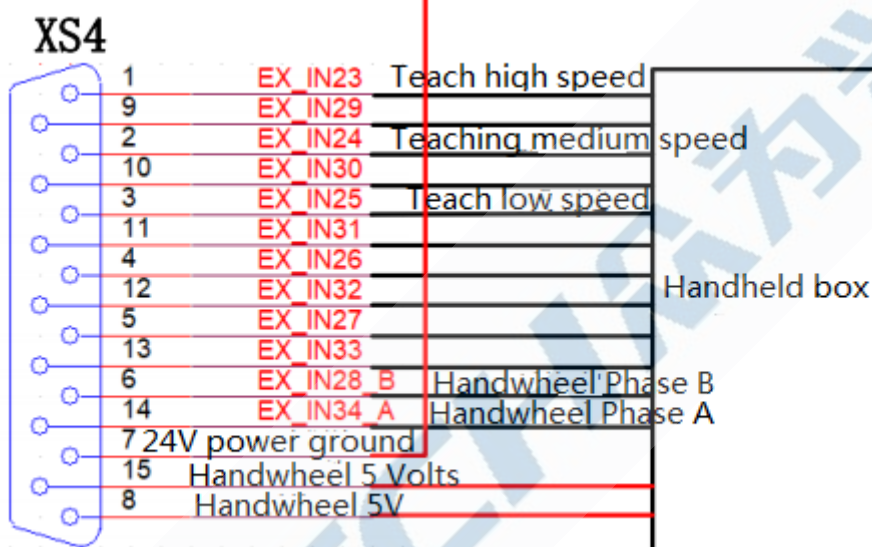 XS4
1 EX_IN23 Teach high speed
9 EX_IN29
2 EX_IN24 Teaching medium speed
10 EX_IN30
3 EX_IN25 Teach low speed
11 EX_IN31
4 EX_IN26
12 EX_IN32 Handheld box
5 EX_IN27
13 EX_IN33
6 EX_IN28_B Handwheel Phase B
14 EX_IN34_A Handwheel Phase A
7 24V power ground
15 Handwheel 5 Volts
8 Handwheel 5V